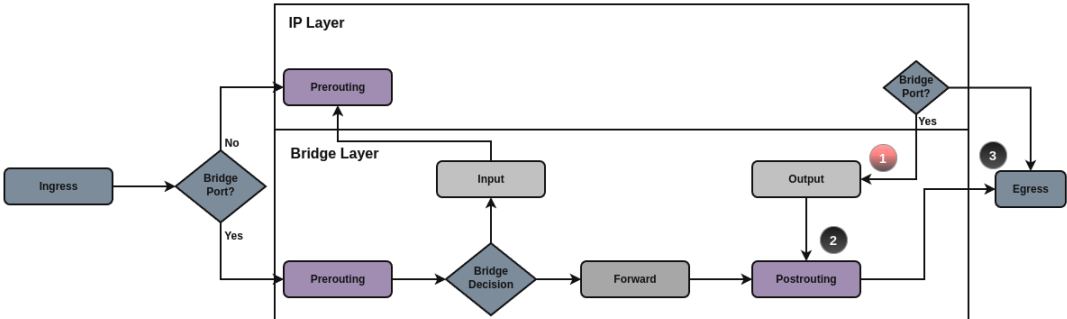 IP Layer
Prerouting
Bridge
Port?
Yes
No
Bridge Layer
Ingress
Bridge
Port?
Yes
Input
Output
1
3
Egress
2
Prerouting
Bridge
Decision
Forward
Postrouting